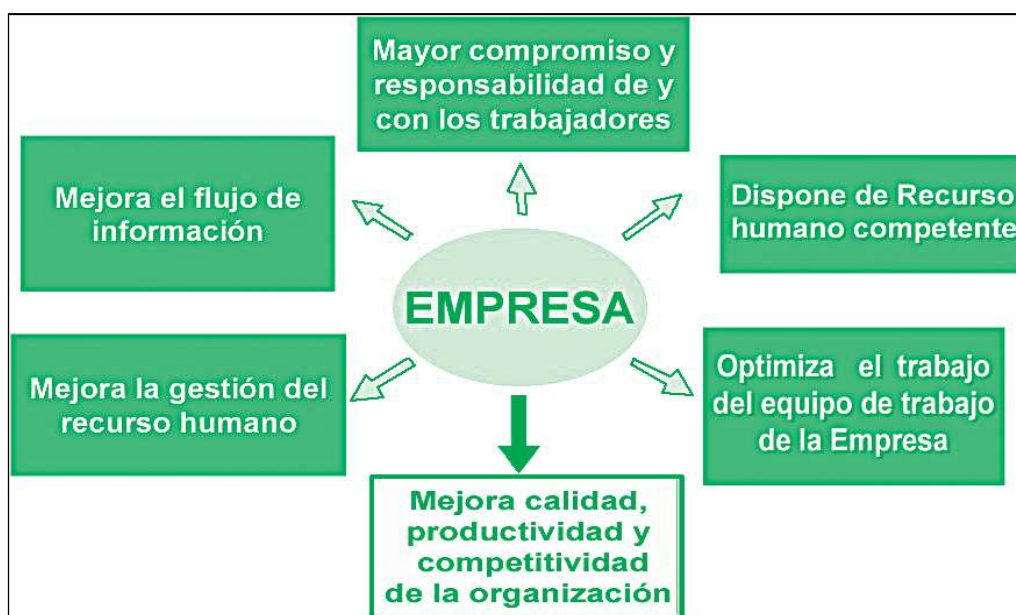 Mayor compromiso y
responsabilidad de y
con los trabajadores
Mejora el flujo de
información
Dispone de Recurso
humano competente
EMPRESA
Mejora la gestión del
recurso humano
Optimiza el trabajo
del equipo de trabajo
de la Empresa
Mejora calidad,
productividad y
competitividad
de la organización